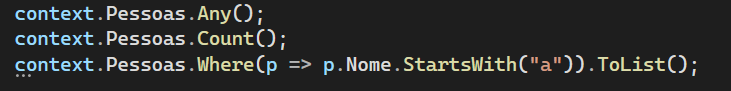 context.Pessoas.Any();
context.Pessoas.Count();
context.Pessoas.Where(p => p.Nome.StartsWith("a")).ToList();